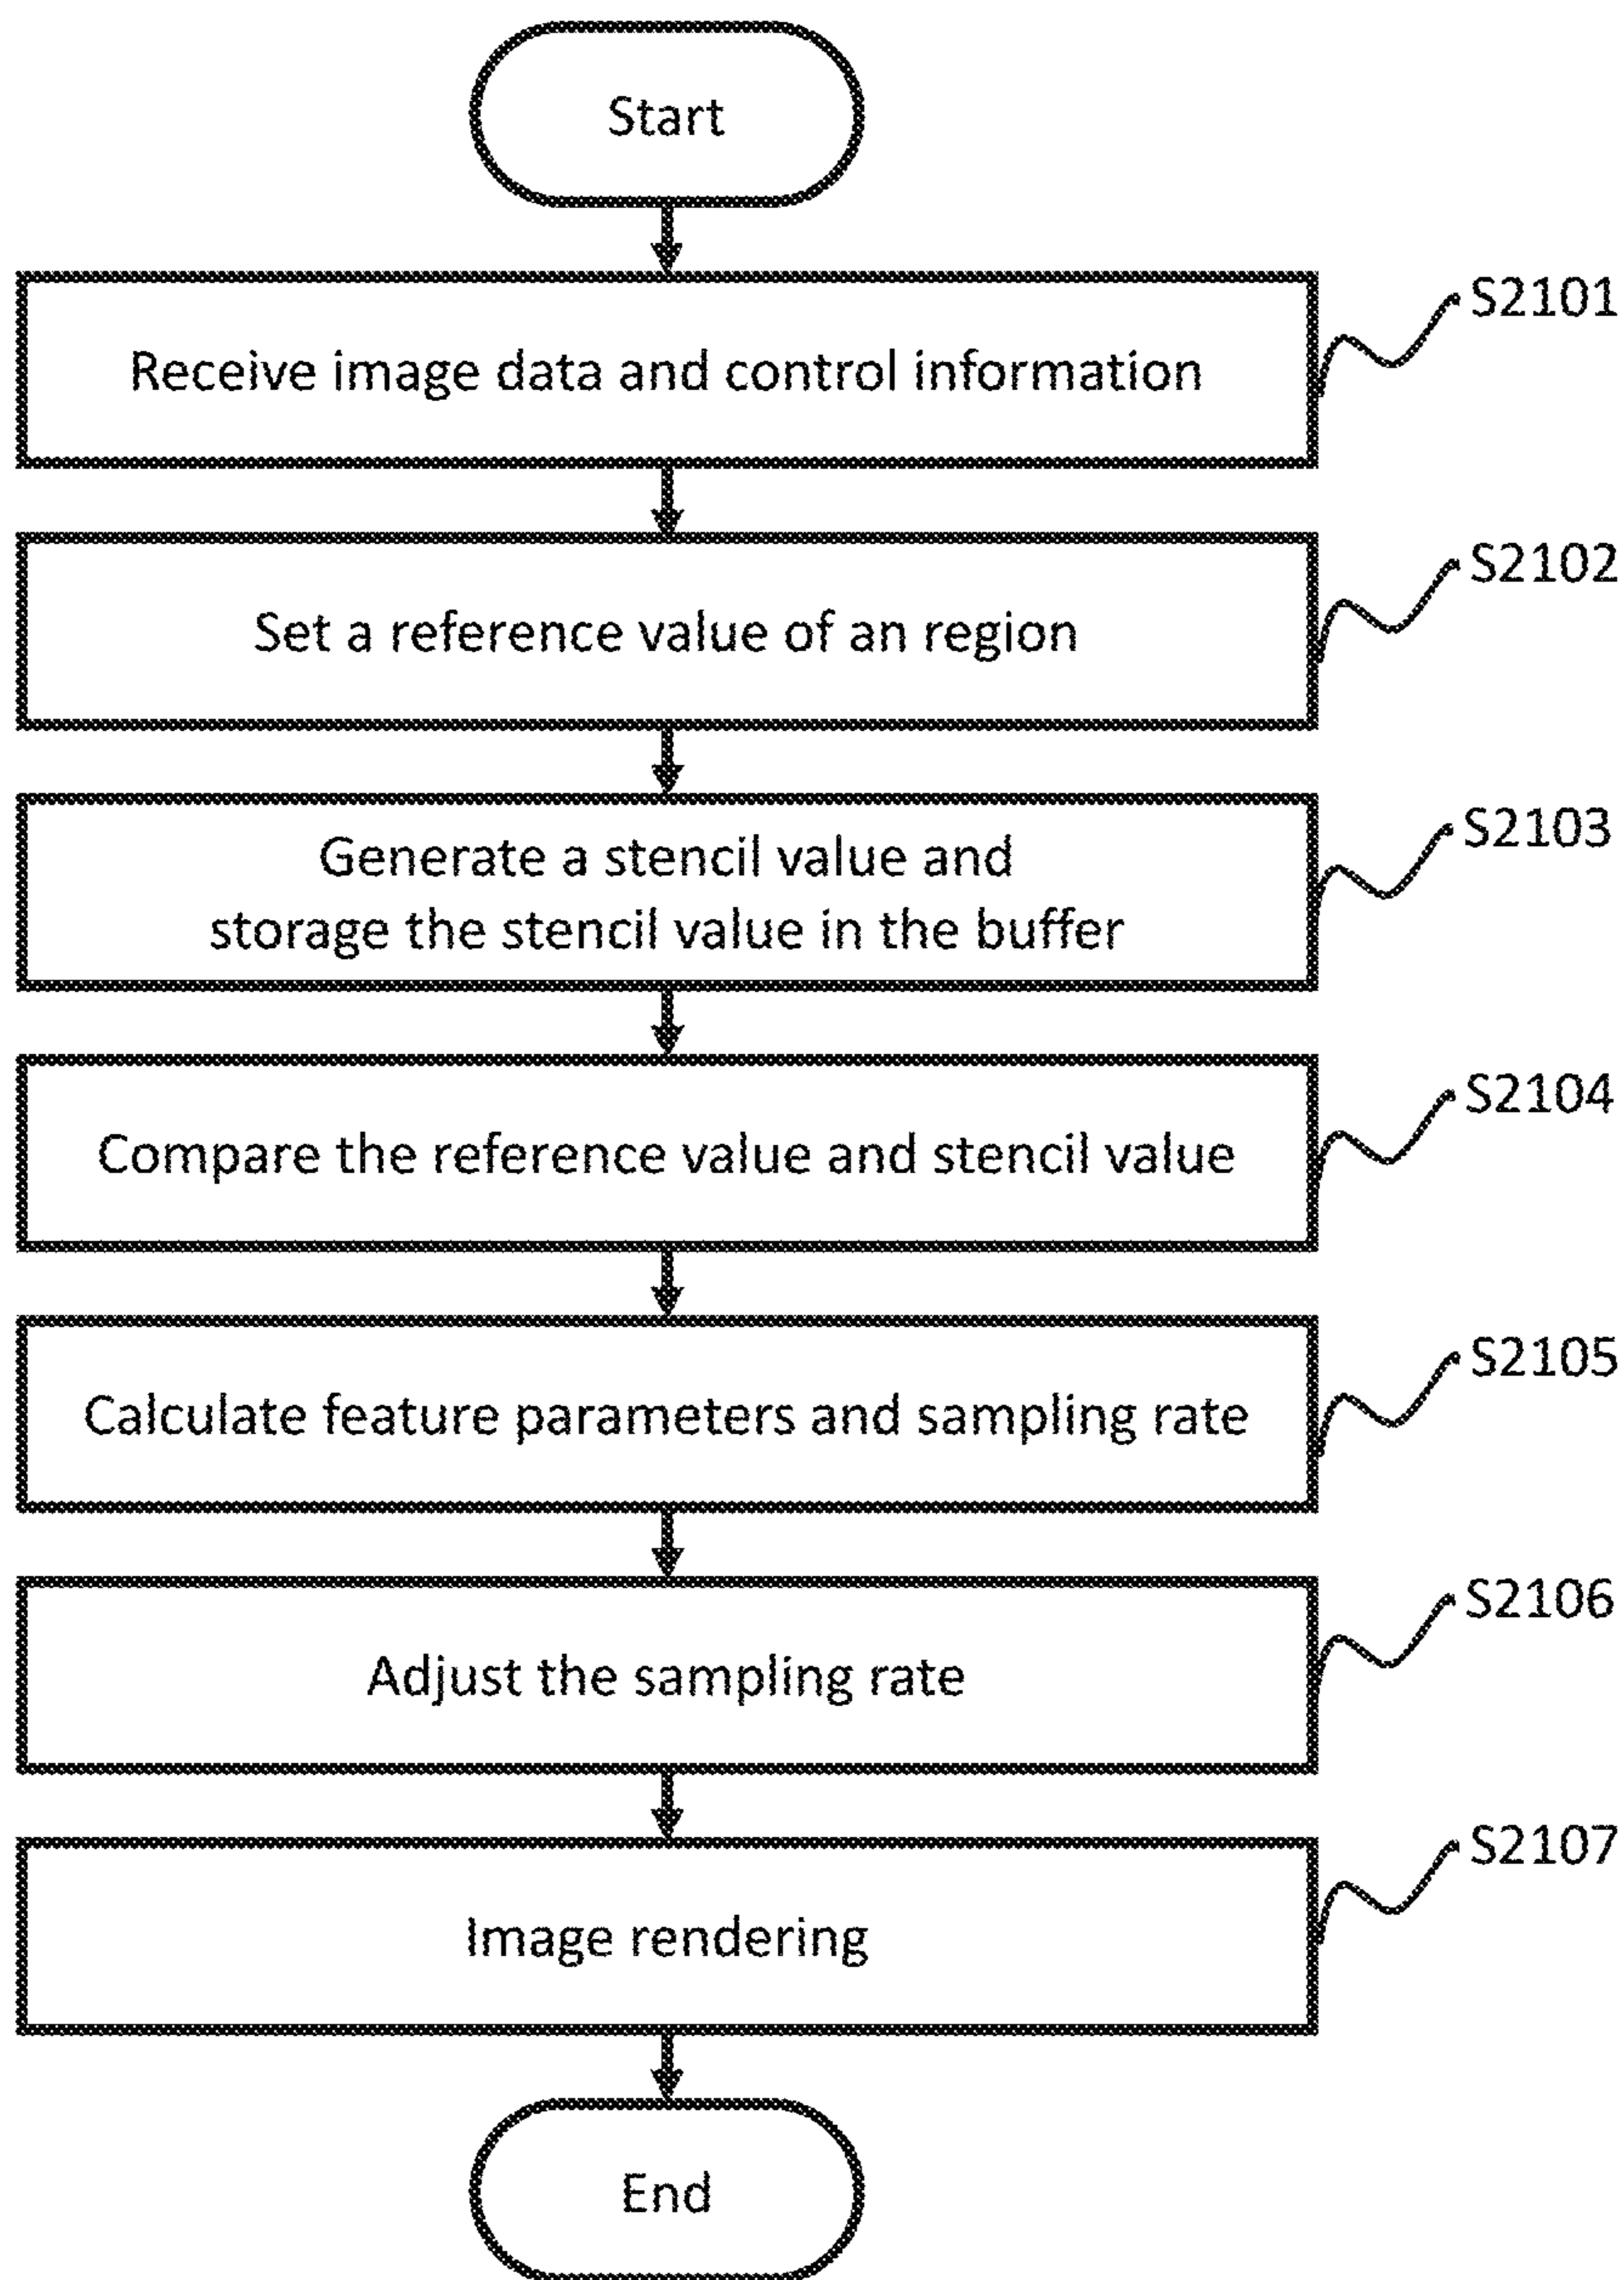 Start
S2101
Receive image data and control information
S2102
Set a reference value of an region
S2103
Generate a stencil value and
storage the stencil value in the buffer
S2104
Compare the reference value and stencil value
S2105
Calculate feature parameters and sampling rate
S2106
Adjust the sampling rate
S2107
Image rendering
End